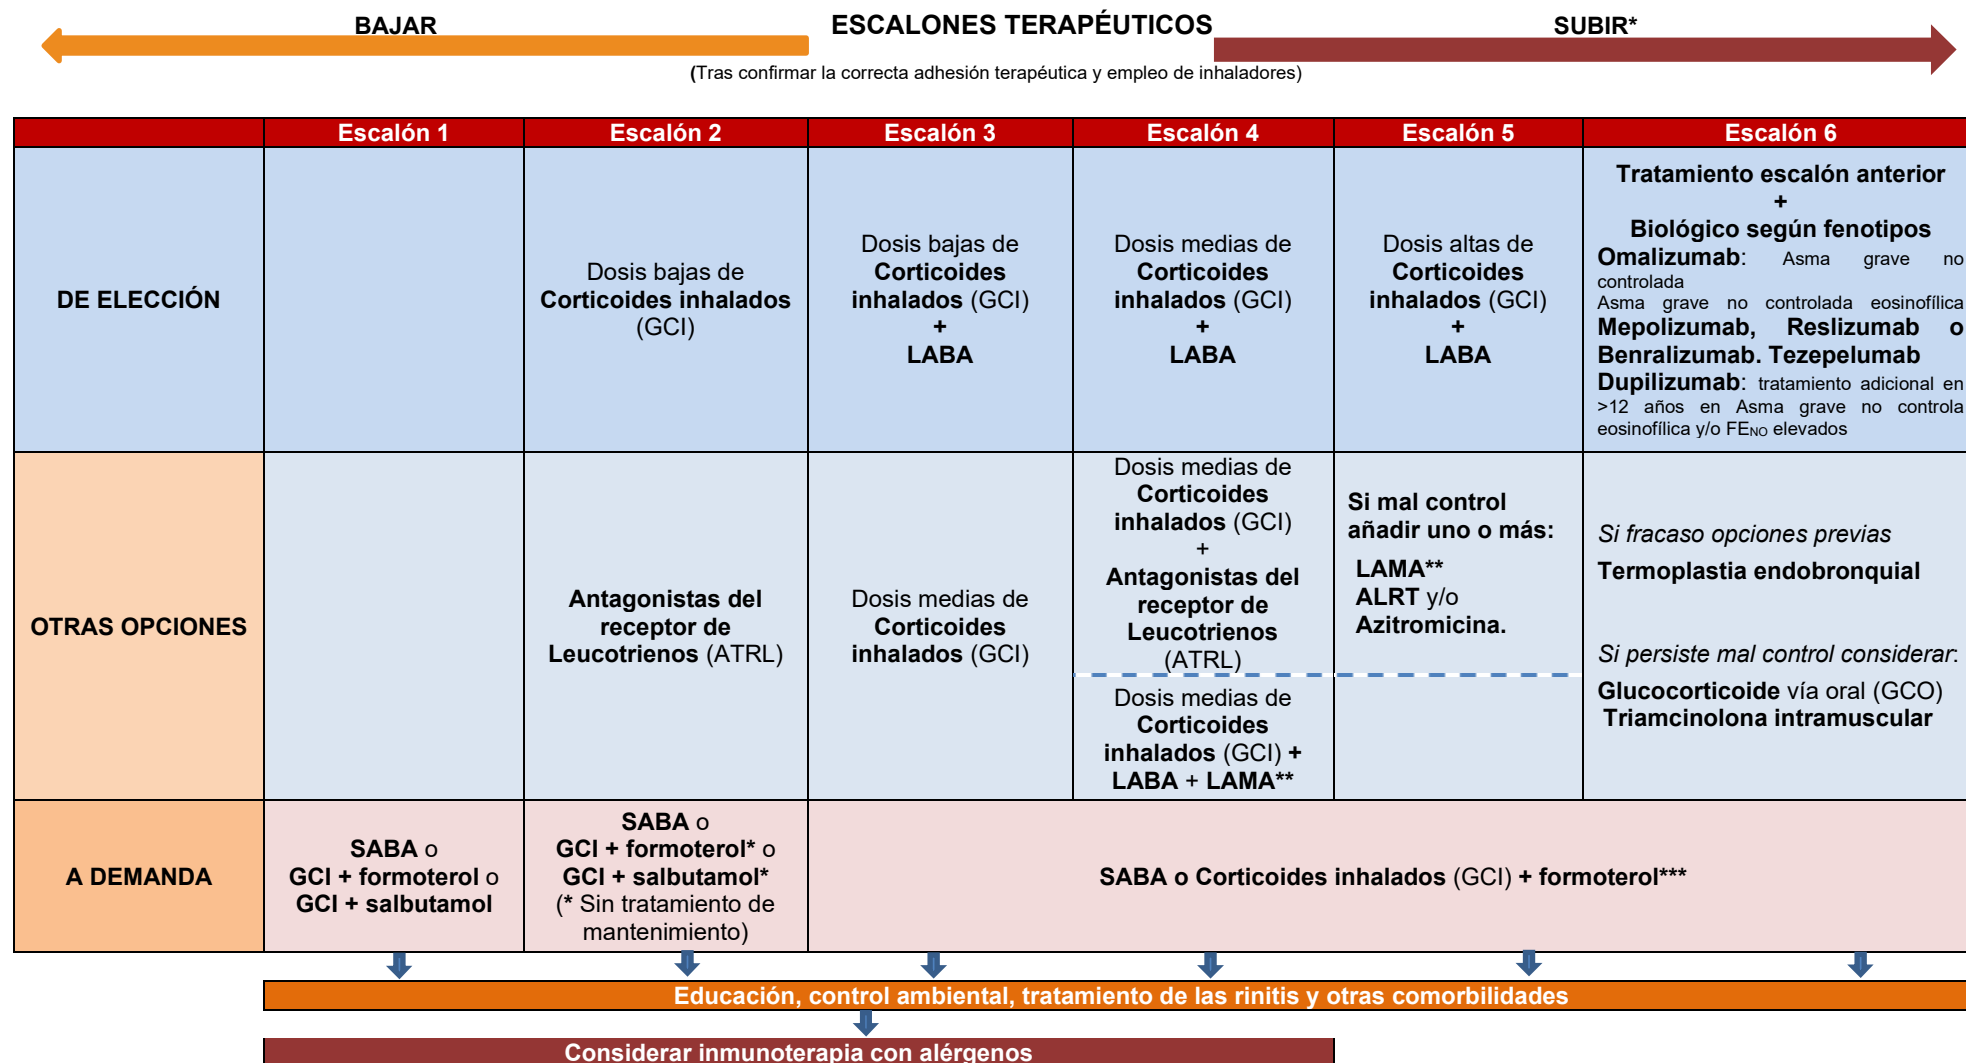 BAJAR
ESCALONES TERAPÉUTICOS
SUBIR*
(Tras confirmar la correcta adhesión terapéutica y empleo de inhaladores)
Escalón 1
Escalón 2
Escalón 3
Escalón 4
Escalón 5
Escalón 6
DE ELECCIÓN
Dosis bajas de
Corticoides inhalados
(GCI)
Dosis bajas de
Corticoides
inhalados (GCI)
+
LABA
Dosis medias de
Corticoides
inhalados (GCI)
+
LABA
Dosis altas de
Corticoides
inhalados (GCI)
+
LABA
Tratamiento escalón anterior
+
Biológico según fenotipos
Omalizumab: Asma grave no
controlada
Asma grave no controlada eosinofílica
Mepolizumab, Reslizumab o
Benralizumab. Tezepelumab
Dupilizumab: tratamiento adicional en
>12 años en Asma grave no controla
eosinofílica y/o FENO elevados
OTRAS OPCIONES
Antagonistas del
receptor de
Leucotrienos (ATRL)
Dosis medias de
Corticoides
inhalados (GCI)
Dosis medias de
Corticoides
inhalados (GCI)
+
Antagonistas del
receptor de
Leucotrienos
(ATRL)
Dosis medias de
Corticoides
inhalados (GCI) +
LABA + LAMA**
Si mal control
añadir uno o más:
LAMA**
ALRT y/o
Azitromicina.
Si fracaso opciones previas
Termoplastia endobronquial
Si persiste mal control considerar:
Glucocorticoide vía oral (GCO)
Triamcinolona intramuscular
A DEMANDA
SABA o
GCI + formoterol o
GCI + salbutamol
SABA o
GCI + formoterol* o
GCI + salbutamol*
(* Sin tratamiento de
mantenimiento)
SABA o Corticoides inhalados (GCI) + formoterol***
Educación, control ambiental, tratamiento de las rinitis y otras comorbilidades
Considerar inmunoterapia con alérgenos